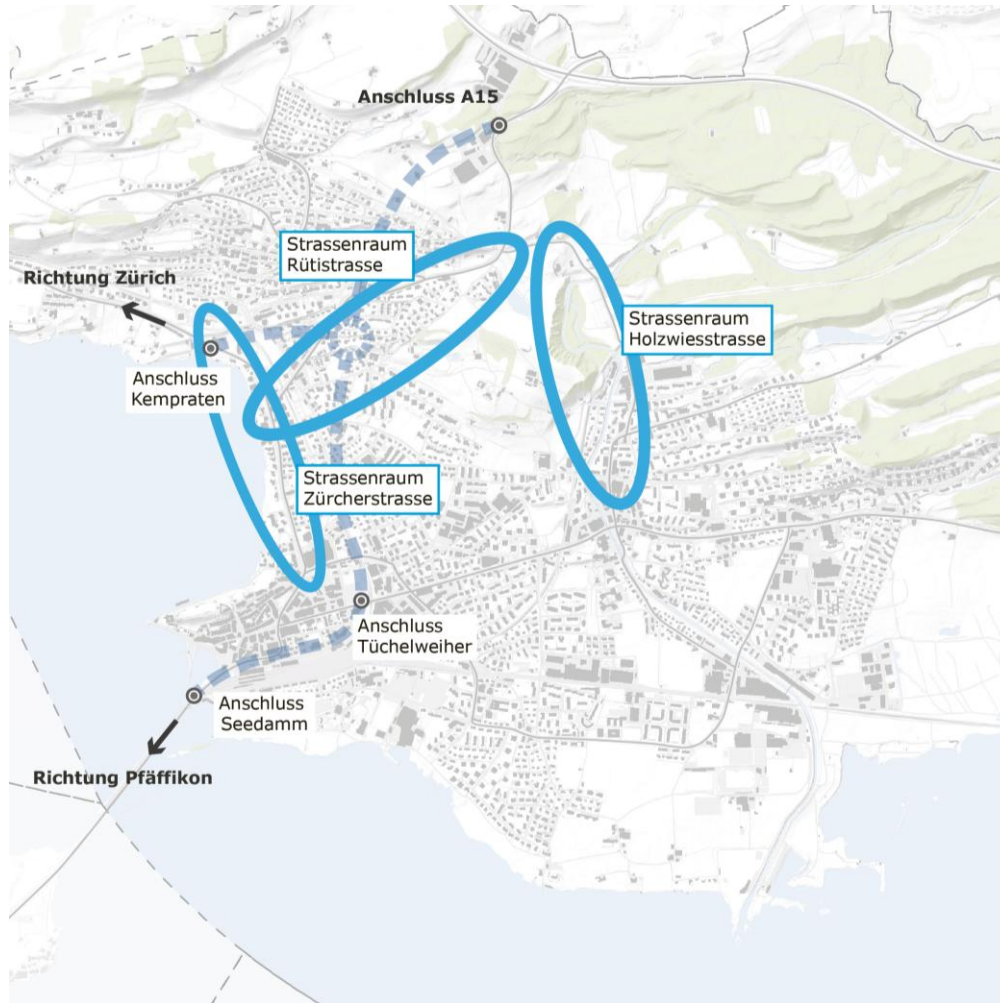 Anschluss A15
Strassenraum
Rütistrasse
Richtung Zürich
Strassenraum
Holzwiesstrasse
Anschluss
Kempraten
Strassenraum
Zürcherstrasse
Anschluss
Tüchelweiher
Anschluss
Seedamm
Richtung Pfäffikon